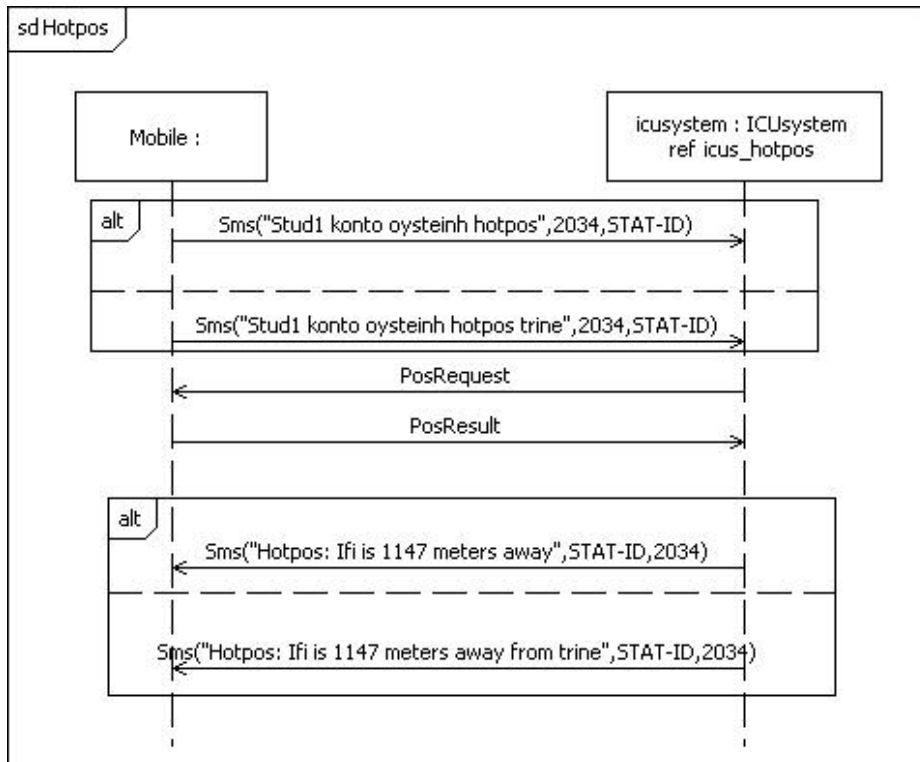 sd Hotpos
Mobile :
icusystem : ICUsystem
ref icus_hotpos
alt
Sms("Stud1 konto oysteinh hotpos",2034,STAT-ID)
Sms("Stud1 konto oysteinh hotpos trine",2034,STAT-ID)
PosRequest
PosResult
alt
Sms("Hotpos: Ifi is 1147 meters away",STAT-ID,2034)
Sms("Hotpos: Ifi is 1147 meters away from trine",STAT-ID,2034)